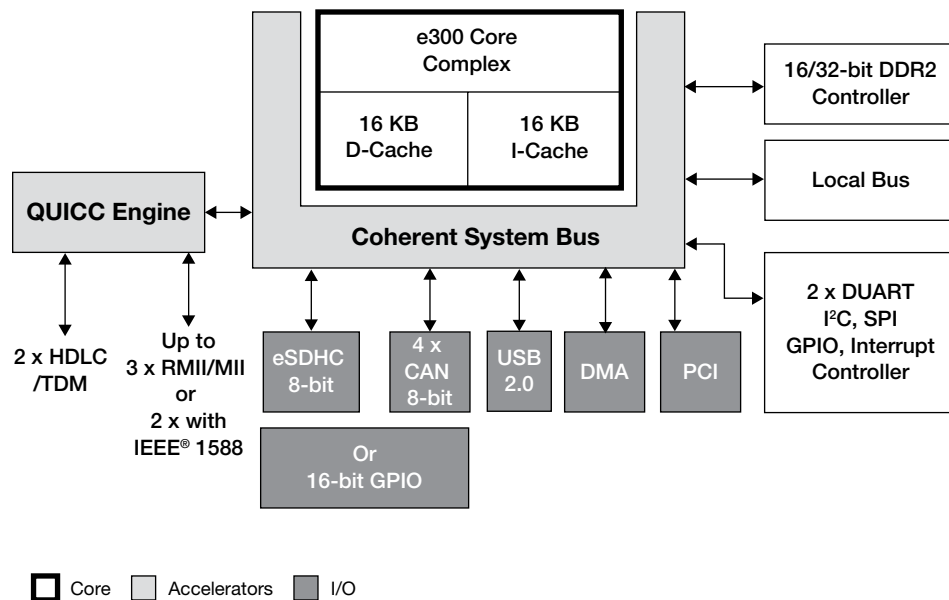 e300 Core
Complex
16 KB
D-Cache
16 KB
I-Cache
16/32-bit DDR2
Controller
QUICC Engine
Local Bus
Coherent System Bus
2 x DUART
I²C, SPI
GPIO, Interrupt
Controller
2 x HDLC
/TDM
Up to
3 x RMII/MII
or
2 x with
IEEE® 1588
eSDHC
8-bit
4 x
CAN
8-bit
USB
2.0
DMA
PCI
Or
16-bit GPIO
Core
Accelerators
I/O